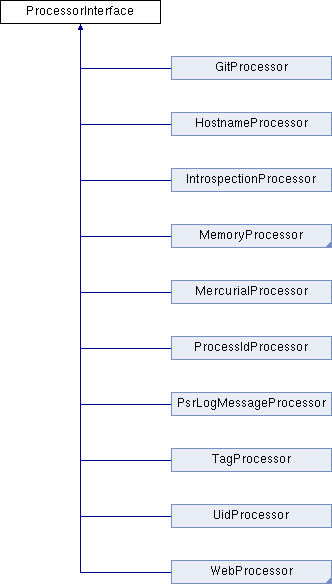 ProcessorInterface
GitProcessor
HostnameProcessor
IntrospectionProcessor
MemoryProcessor
MercurialProcessor
ProcessIdProcessor
PsrLogMessageProcessor
TagProcessor
UidProcessor
WebProcessor